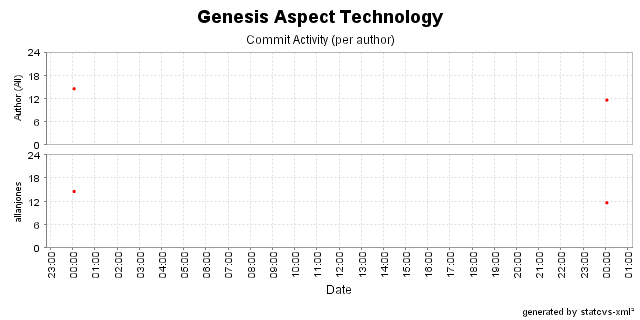 Genesis Aspect Technology
Commit Activity (per author)
24
18
12
6
0
Author (All)
24
18
12
6
0
allanjones
23:00 00:00 01:00 02:00 03:00 04:00 05:00 06:00 07:00 08:00 09:00 10:00 11:00 12:00 13:00 14:00 15:00 16:00 17:00 18:00 19:00 20:00 21:00 22:00 23:00 00:00 01:00
Date
generated by statcvs-xml²